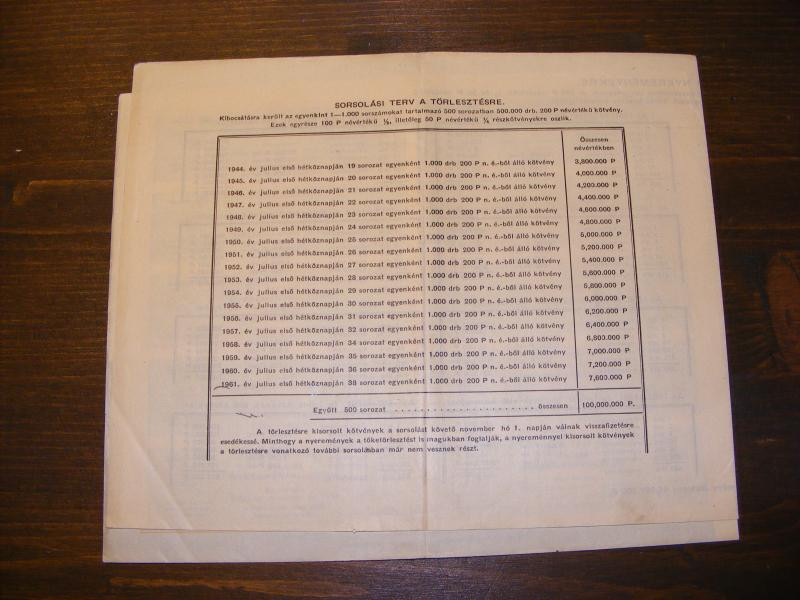 SORSOLÁSI TERV A TÖRLESZTÉSRE.
Kibocsátásra került az egyenkint 1—1.000 sorszámokat tartalmazó 500 sorozatban 500.000 drb. 200 P névértékű kötvény.
Ezek egyrésze 100 P névértékű ½, illetőleg 50 P névértékű ¼ részkötvényekre oszlik.
Összesen
névértékben
1944. év julius első hétköznapján 19 sorozat egyenként 1.000 drb 200 P n. é.-ből álló kötvény 3,800.000 P
1945. év julius első hétköznapján 20 sorozat egyenként 1.000 drb 200 P n. é.-ből álló kötvény 4,000.000 P
1946. év julius első hétköznapján 21 sorozat egyenként 1.000 drb 200 P n. é.-ből álló kötvény 4,200.000 P
1947. év julius első hétköznapján 22 sorozat egyenként 1.000 drb 200 P n. é.-ből álló kötvény 4,400.000 P
1948. év julius első hétköznapján 23 sorozat egyenként 1.000 drb 200 P n. é.-ből álló kötvény 4,600.000 P
1949. év julius első hétköznapján 24 sorozat egyenként 1.000 drb 200 P n. é.-ből álló kötvény 4,800.000 P
1950. év julius első hétköznapján 25 sorozat egyenként 1.000 drb 200 P n. é.-ből álló kötvény 5,000.000 P
1951. év julius első hétköznapján 26 sorozat egyenként 1.000 drb 200 P n. é.-ből álló kötvény 5,200.000 P
1952. év julius első hétköznapján 27 sorozat egyenként 1.000 drb 200 P n. é.-ből álló kötvény 5,400.000 P
1953. év julius első hétköznapján 28 sorozat egyenként 1.000 drb 200 P n. é.-ből álló kötvény 5,600.000 P
1954. év julius első hétköznapján 29 sorozat egyenként 1.000 drb 200 P n. é.-ből álló kötvény 5,800.000 P
1955. év julius első hétköznapján 30 sorozat egyenként 1.000 drb 200 P n. é.-ből álló kötvény 6,000.000 P
1956. év julius első hétköznapján 31 sorozat egyenként 1.000 drb 200 P n. é.-ből álló kötvény 6,200.000 P
1957. év julius első hétköznapján 32 sorozat egyenként 1.000 drb 200 P n. é.-ből álló kötvény 6,400.000 P
1958. év julius első hétköznapján 34 sorozat egyenként 1.000 drb 200 P n. é.-ből álló kötvény 6,800.000 P
1959. év julius első hétköznapján 35 sorozat egyenként 1.000 drb 200 P n. é.-ből álló kötvény 7,000.000 P
1960. év julius első hétköznapján 36 sorozat egyenként 1.000 drb 200 P n. é.-ből álló kötvény 7,200.000 P
1961. év julius első hétköznapján 38 sorozat egyenként 1.000 drb 200 P n. é.-ből álló kötvény 7,600.000 P
Együtt 500 sorozat . . . . . . . . . . . . . . . . . . . . . . összesen 100,000.000 P.
A törlesztésre kisorsolt kötvények a sorsolást követő november hó 1. napján válnak visszafizetésre
esedékessé. Minthogy a nyeremények a tőketörlesztést is magukban foglalják, a nyereménnyel kisorsolt kötvények
a törlesztésre vonatkozó további sorsolásban már nem vesznek részt.